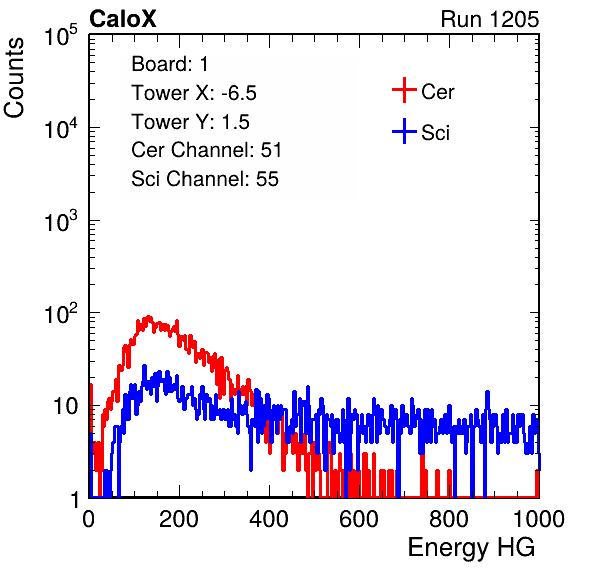 CaloX Run 1205
Counts
10^5
10^4
10^3
10^2
10
1
Board: 1
Tower X: -6.5
Tower Y: 1.5
Cer Channel: 51
Sci Channel: 55
Cer
Sci
0 200 400 600 800 1000
Energy HG